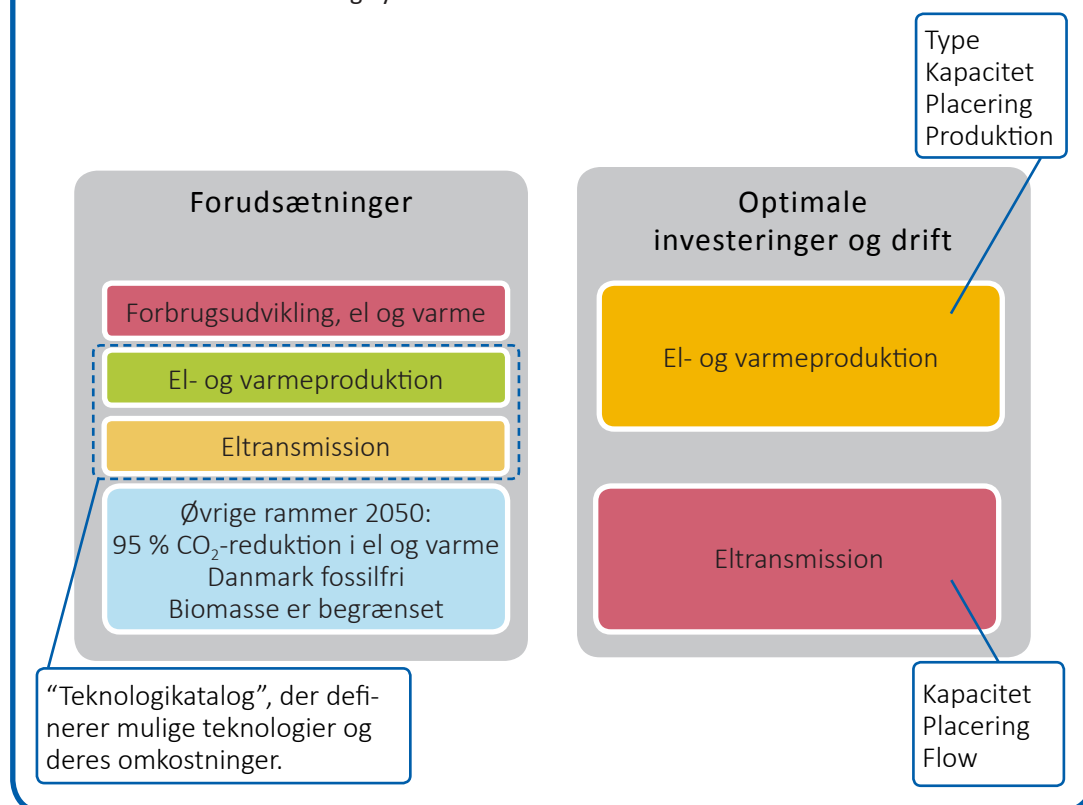 Type
Kapacitet
Placering
Produktion
Forudsætninger
Forbrugsudvikling, el og varme
El- og varmeproduktion
Eltransmission
Øvrige rammer 2050:
95 % CO₂-reduktion i el og varme
Danmark fossilfri
Biomasse er begrænset
“Teknologikatalog”, der defi-
nerer mulige teknologier og
deres omkostninger.
Optimale
investeringer og drift
El- og varmeproduktion
Eltransmission
Kapacitet
Placering
Flow